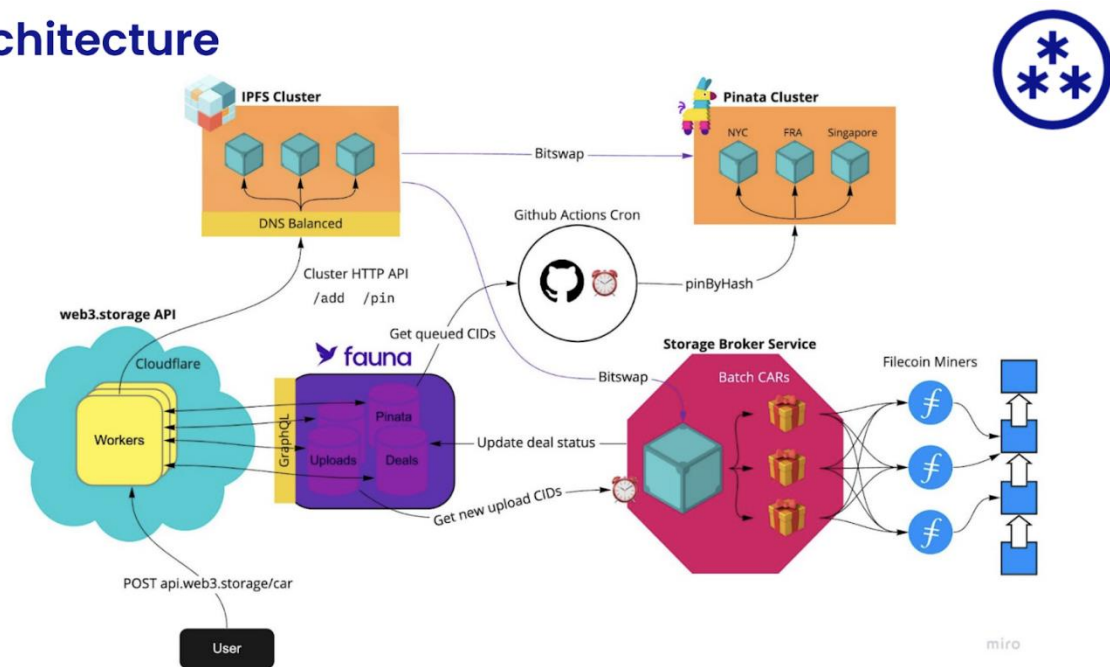 chitecture
IPFS Cluster
DNS Balanced
Bitswap
Pinata Cluster
NYC
FRA
Singapore
Github Actions Cron
pinByHash
Cluster HTTP API
/add /pin
Get queued CIDs
web3.storage API
Cloudflare
Workers
fauna
GraphQL
Pinata
Uploads
Deals
Bitswap
Update deal status
Get new upload CIDs
Storage Broker Service
Batch CARs
Filecoin Miners
POST api.web3.storage/car
User
miro